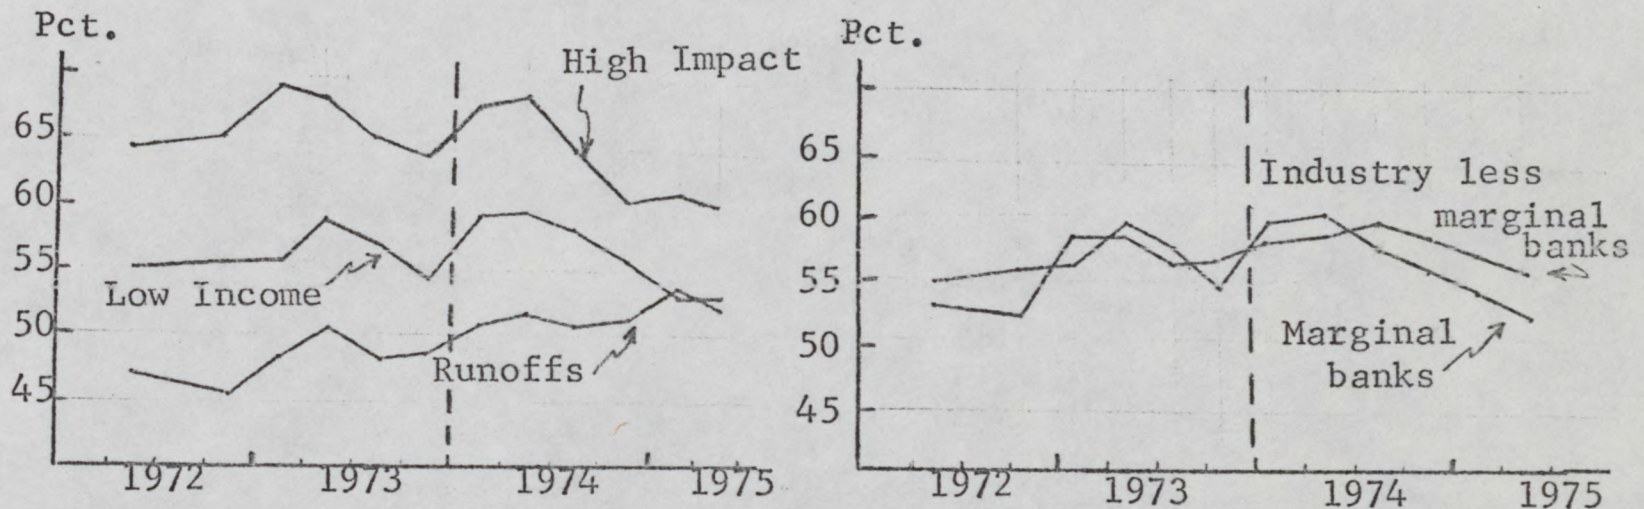 Pct.
High Impact
65
60
55
Low Income
50
Runoffs
45
1972 1973 1974 1975
Pct.
65
Industry less
60
marginal
banks
55
Marginal
50
banks
45
1972 1973 1974 1975